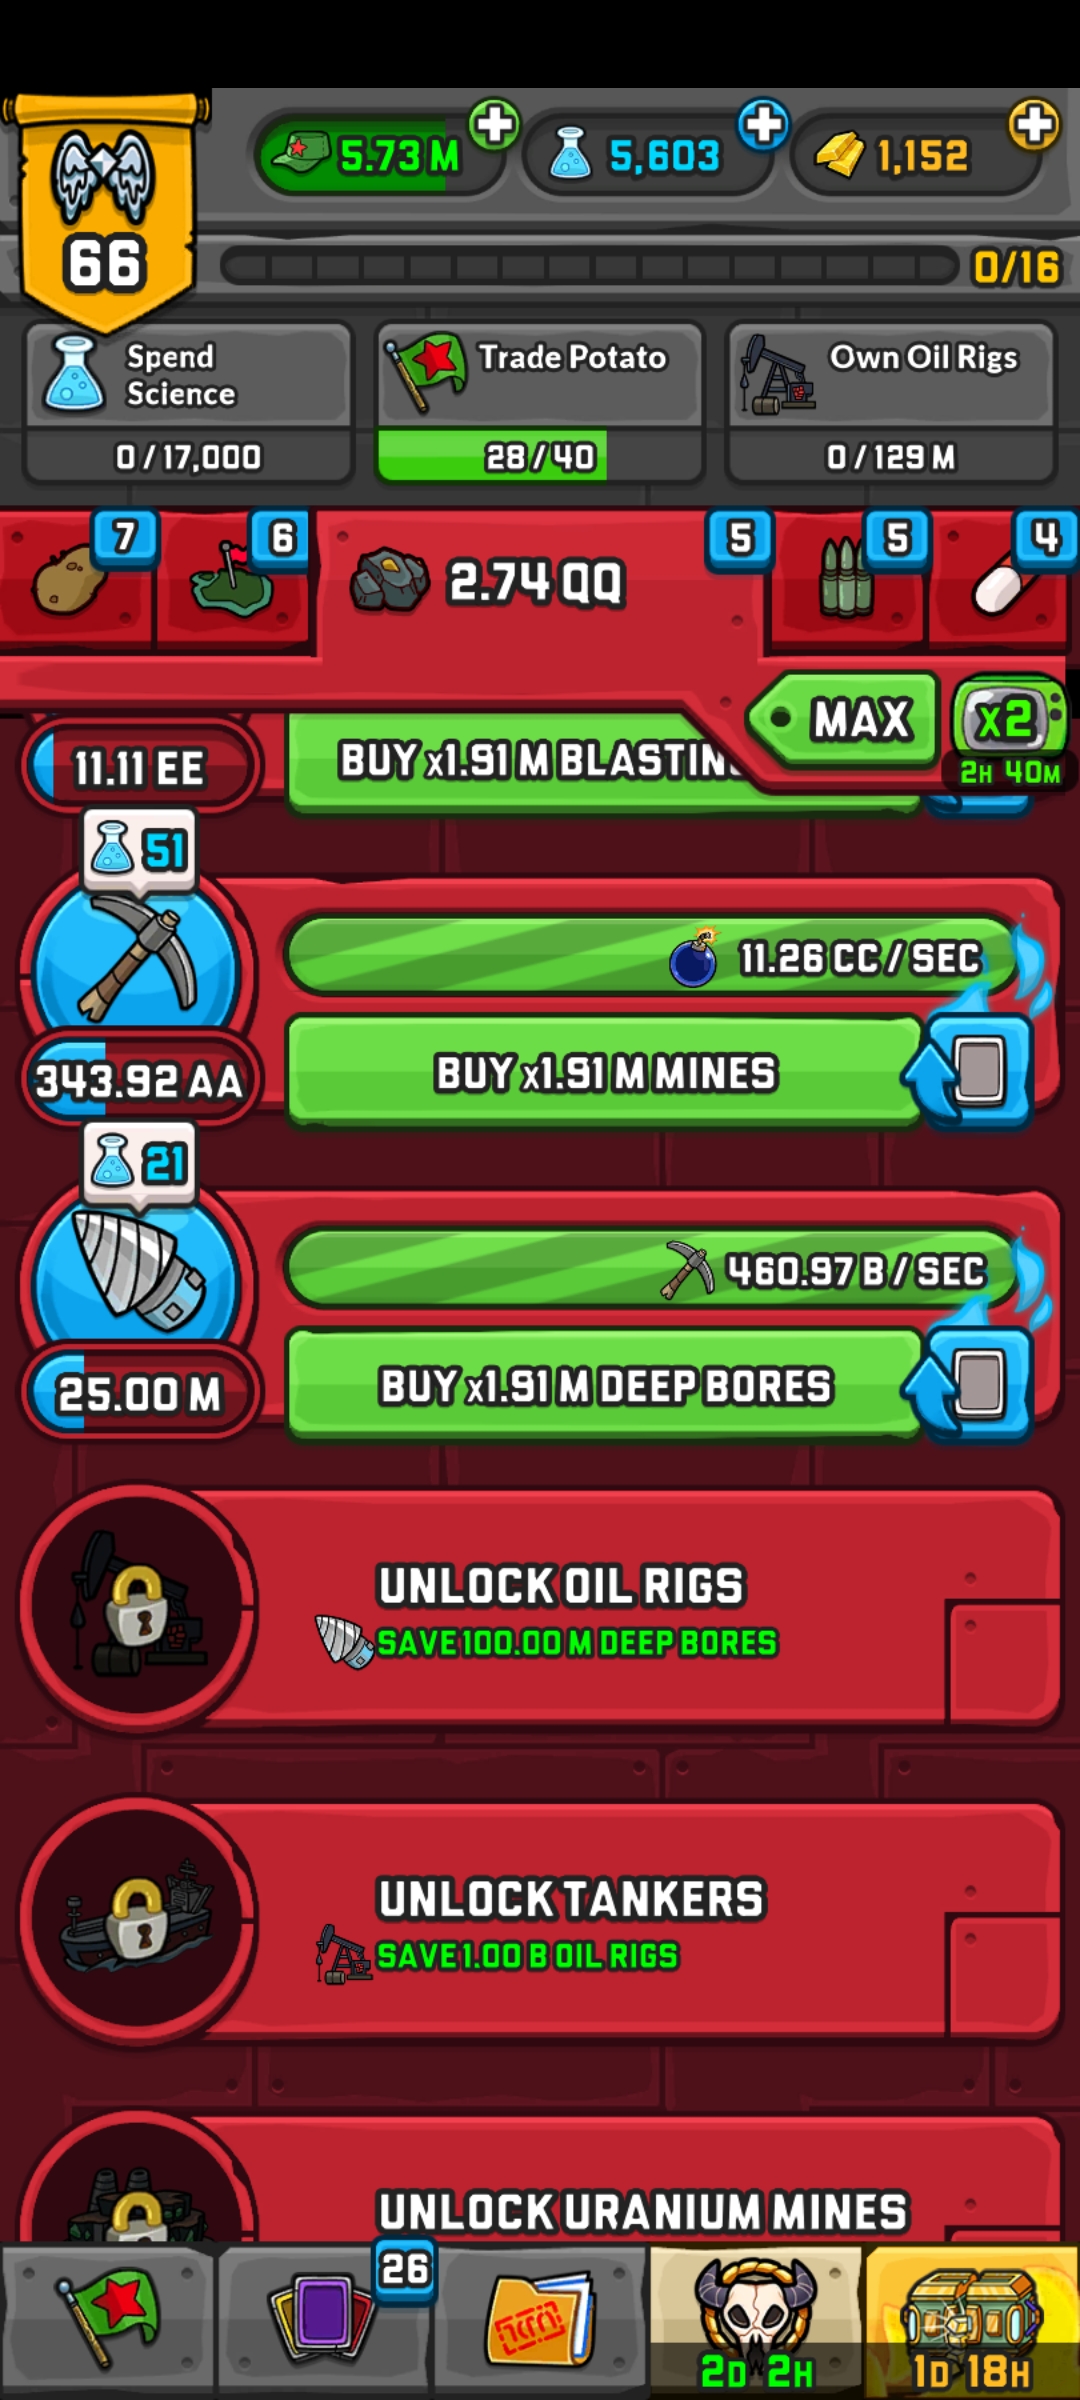 5.73 M
5,603
1,152
66
0/16
Spend
Science
0 / 17,000
Trade Potato
28 / 40
Own Oil Rigs
0 / 129 M
7
6
2.74 QQ
5
5
4
MAX
x2
2H 40M
11.11 EE
BUY x1.91 M BLASTIN
51
11.26 CC / SEC
343.92 AA
BUY x1.91 M MINES
21
460.97 B / SEC
25.00 M
BUY x1.91 M DEEP BORES
UNLOCK OIL RIGS
SAVE 100.00 M DEEP BORES
UNLOCK TANKERS
SAVE 1.00 B OIL RIGS
UNLOCK URANIUM MINES
26
2D 2H
1D 18H